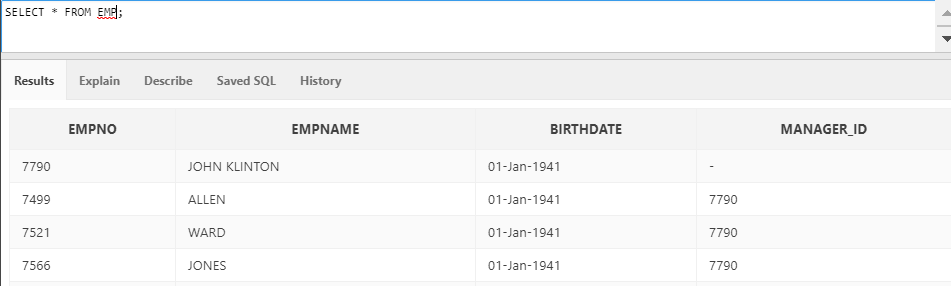 SELECT * FROM EMP;
Results Explain Describe Saved SQL History
EMPNO EMPNAME BIRTHDATE MANAGER_ID
7790 JOHN KLINTON 01-Jan-1941 -
7499 ALLEN 01-Jan-1941 7790
7521 WARD 01-Jan-1941 7790
7566 JONES 01-Jan-1941 7790